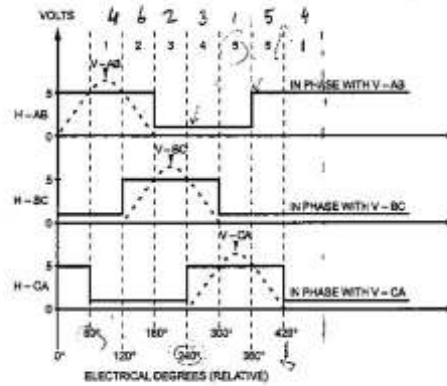 VOLTS 4 6 2 3 1 5 4
1 2 3 4 5 6 1
V-AB
5 IN PHASE WITH V-AB
H-AB
0
V-BC
5
H-BC IN PHASE WITH V-BC
0
V-CA
5
H-CA IN PHASE WITH V-CA
0
60° 180° 300° 420°
0° 120° 240° 360°
ELECTRICAL DEGREES (RELATIVE)